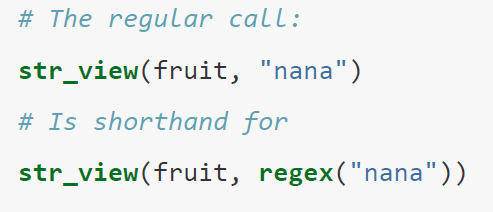 # The regular call:
str_view(fruit, "nana")
# Is shorthand for
str_view(fruit, regex("nana"))